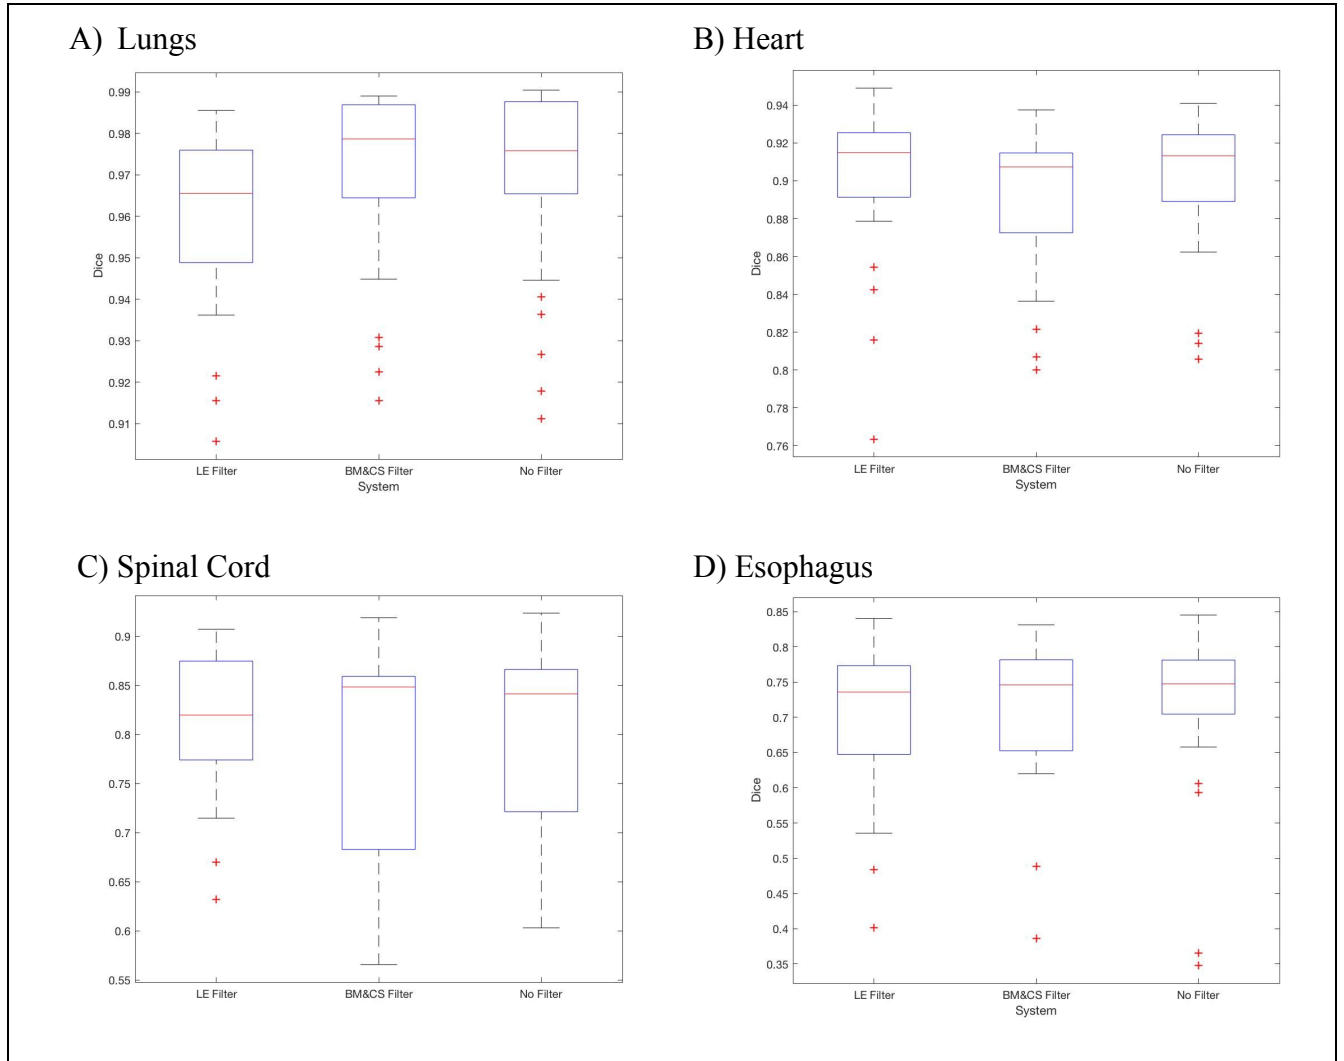 A) Lungs
0.99
0.98
0.97
0.96
0.95
0.94
0.93
0.92
0.91
Dice
LE Filter
BM&CS Filter
No Filter
System
B) Heart
0.94
0.92
0.9
0.88
0.86
0.84
0.82
0.8
0.78
0.76
Dice
LE Filter
BM&CS Filter
No Filter
System
C) Spinal Cord
0.9
0.85
0.8
0.75
0.7
0.65
0.6
0.55
LE Filter
BM&CS Filter
No Filter
D) Esophagus
0.85
0.8
0.75
0.7
0.65
0.6
0.55
0.5
0.45
0.4
0.35
Dice
LE Filter
BM&CS Filter
No Filter
System